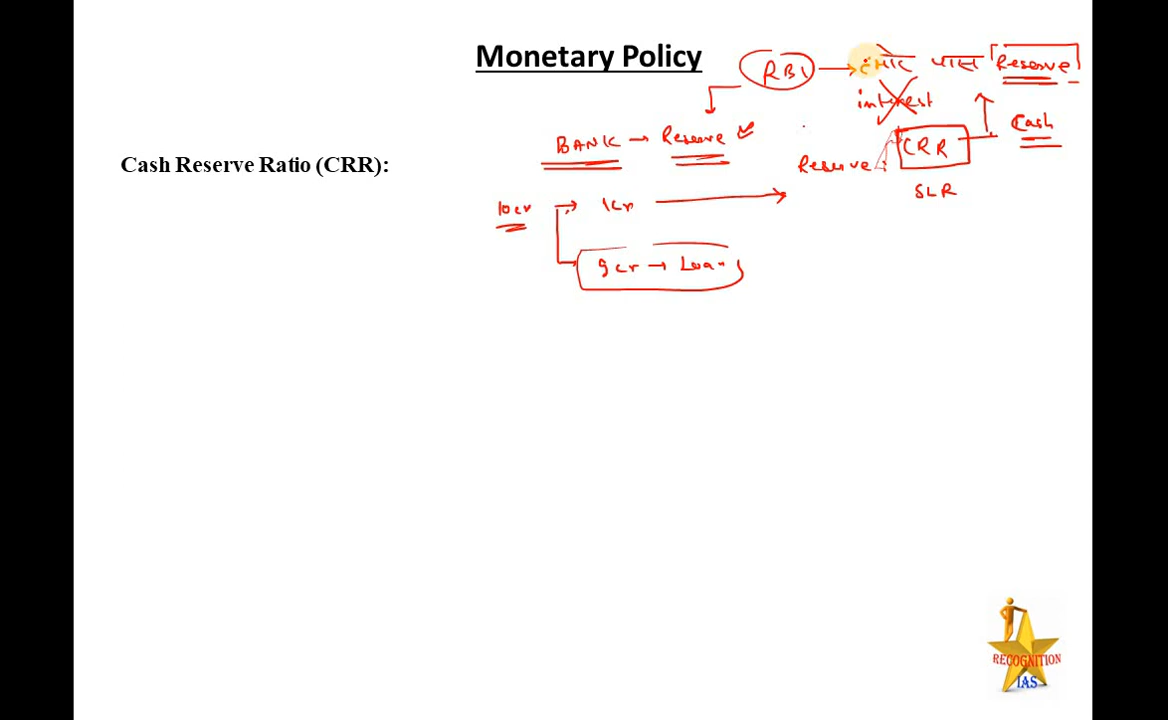 Monetary Policy
RBI → Reserve
interest
Cash
BANK → Reserve
CRR
Cash Reserve Ratio (CRR):
Reserve
SLR
10cr → 1cr
9cr → Loan
RECOGNITION
IAS